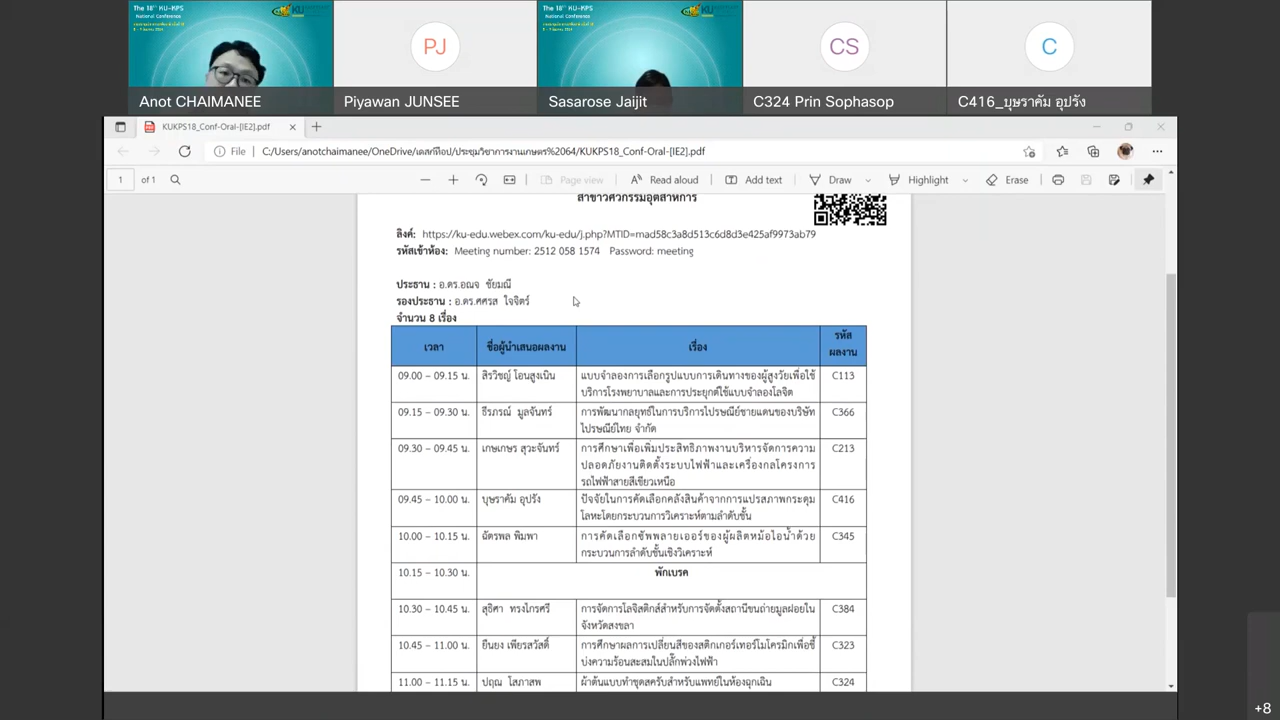 The 18th KU-KPS
National Conference
KU
The 18th KU-KPS
National Conference
KU
PJ
CS
C
Anot CHAIMANEE
Piyawan JUNSEE
Sasarose Jaijit
C324 Prin Sophasop
C416_บุษราคัม อุปรัง
KUKPS18_Conf-Oral-[IE2].pdf
File
C:/Users/anotchaimanee/OneDrive/เดสก์ท็อป/ประชุมวิชาการงานเกษตร%2064/KUKPS18_Conf-Oral-[IE2].pdf
1 of 1
Page view
Read aloud
Add text
Draw
Highlight
Erase
สาขาวิศวกรรมอุตสาหการ
ลิงค์: https://ku-edu.webex.com/ku-edu/j.php?MTID=mad58c3a8d513c6d8d3e425af9973ab79
รหัสเข้าห้อง: Meeting number: 2512 058 1574 Password: meeting
ประธาน : อ.ดร.อณจ ชัยมณี
รองประธาน : อ.ดร.ศศรส ใจจิตร์
จำนวน 8 เรื่อง
เวลา ชื่อผู้นำเสนอผลงาน เรื่อง รหัส
ผลงาน
09.00 – 09.15 น. สิรวิชญ์ โอนสูงเนิน แบบจำลองการเลือกรูปแบบการเดินทางของผู้สูงวัยเพื่อใช้ C113
บริการโรงพยาบาลและการประยุกต์ใช้แบบจำลองโลจิต
09.15 – 09.30 น. ธีรภรณ์ มูลจันทร์ การพัฒนากลยุทธ์ในการบริการไปรษณีย์ชายแดนของบริษัท C366
ไปรษณีย์ไทย จำกัด
09.30 – 09.45 น. เกษเกษร สุวะจันทร์ การศึกษาเพื่อเพิ่มประสิทธิภาพงานบริหารจัดการความ C213
ปลอดภัยงานติดตั้งระบบไฟฟ้าและเครื่องกลโครงการ
รถไฟฟ้าสายสีเขียวเหนือ
09.45 – 10.00 น. บุษราคัม อุปรัง ปัจจัยในการคัดเลือกคลังสินค้าจากการแปรสภาพกระดุม C416
โลหะโดยกระบวนการวิเคราะห์ตามลำดับชั้น
10.00 – 10.15 น. ฉัตรพล พิมพา การคัดเลือกซัพพลายเออร์ของผู้ผลิตหม้อไอน้ำด้วย C345
กระบวนการลำดับชั้นเชิงวิเคราะห์
10.15 – 10.30 น. พักเบรค
10.30 – 10.45 น. สุธิศา ทรงไกรศรี การจัดการโลจิสติกส์สำหรับการจัดตั้งสถานีขนถ่ายมูลฝอยใน C384
จังหวัดสงขลา
10.45 – 11.00 น. ยืนยง เพียรสวัสดิ์ การศึกษาผลการเปลี่ยนสีของสติกเกอร์เทอร์โมโครมิกเพื่อชี้ C323
บ่งความร้อนสะสมในปลั๊กพ่วงไฟฟ้า
11.00 – 11.15 น. ปฤณ โสภาสพ ผ้าต้นแบบทำชุดสครับสำหรับแพทย์ในห้องฉุกเฉิน C324
+8